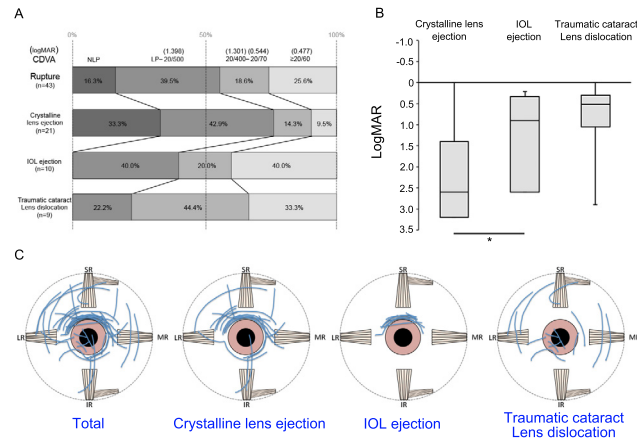 A
0%
50%
100%
(logMAR)
CDVA
NLP
(1.398)
LP~20/500
(1.301) (0.544)
20/400~20/70
(0.477)
≥20/60
Rupture
(n=43)
16.3%
39.5%
18.6%
25.6%
Crystalline
lens ejection
(n=21)
33.3%
42.9%
14.3%
9.5%
IOL ejection
(n=10)
40.0%
20.0%
40.0%
Traumatic cataract
Lens dislocation
(n=9)
22.2%
44.4%
33.3%
0%
50%
100%
B
Crystalline lens
ejection
IOL
ejection
Traumatic cataract
Lens dislocation
LogMAR
-1.0
0
0.5
1.0
1.5
2.0
2.5
3.0
3.5
*
C
SR
LR
MR
IR
Total
SR
LR
MR
IR
Crystalline lens ejection
SR
LR
MR
IR
IOL ejection
SR
LR
MR
IR
Traumatic cataract
Lens dislocation